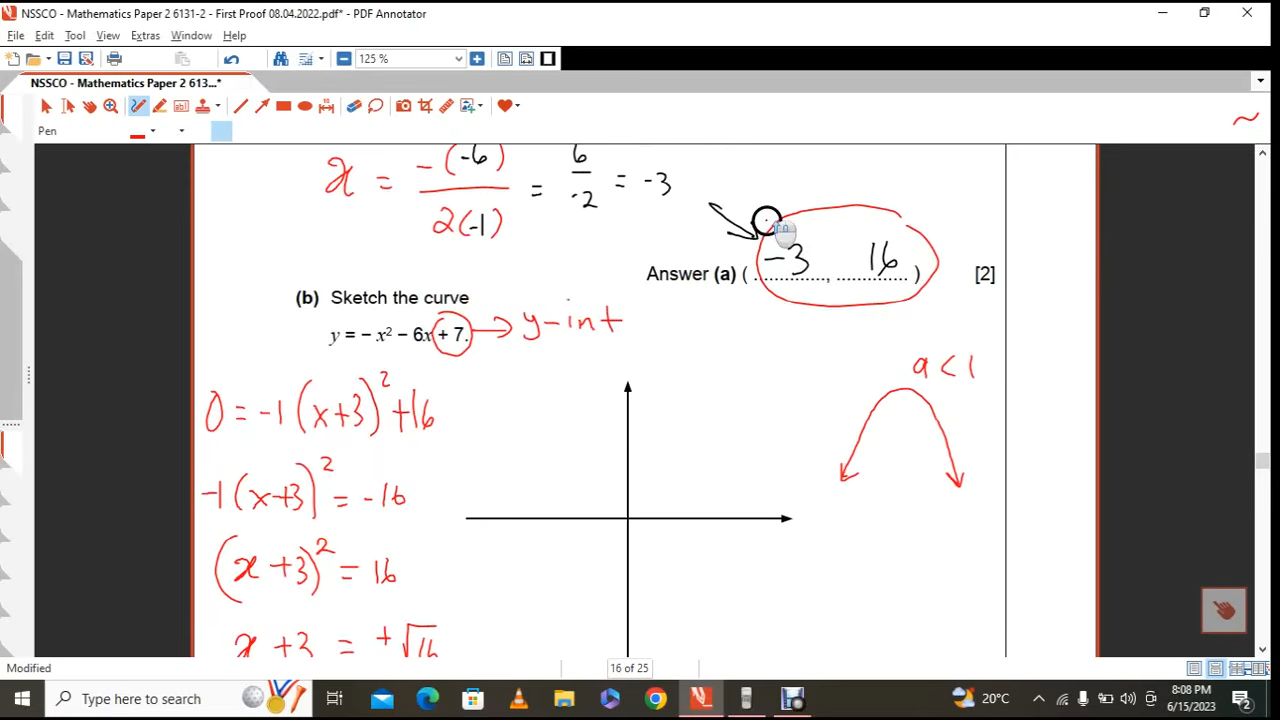 NSSCO - Mathematics Paper 2 6131-2 - First Proof 08.04.2022.pdf* - PDF Annotator
File Edit Tool View Extras Window Help
125 %
NSSCO - Mathematics Paper 2 613...*
Pen
x = -(-6) / 2(-1) = 6 / -2 = -3
-3 16
Answer (a) ( .............., .............. ) [2]
(b) Sketch the curve
y = – x² – 6x + 7. → y-int
a < 1
0 = -1(x+3)² + 16
-1(x+3)² = -16
(x+3)² = 16
x + 3 = ±√16
Modified
16 of 25
Type here to search
20°C
8:08 PM
6/15/2023
2